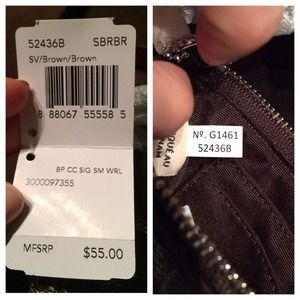 52436B SBRBR
SV/Brown/Brown
8 88067 55558 5
BP CC SIG SM WRL
3000097355
MFSRP $55.00
Nº. G1461
52436B